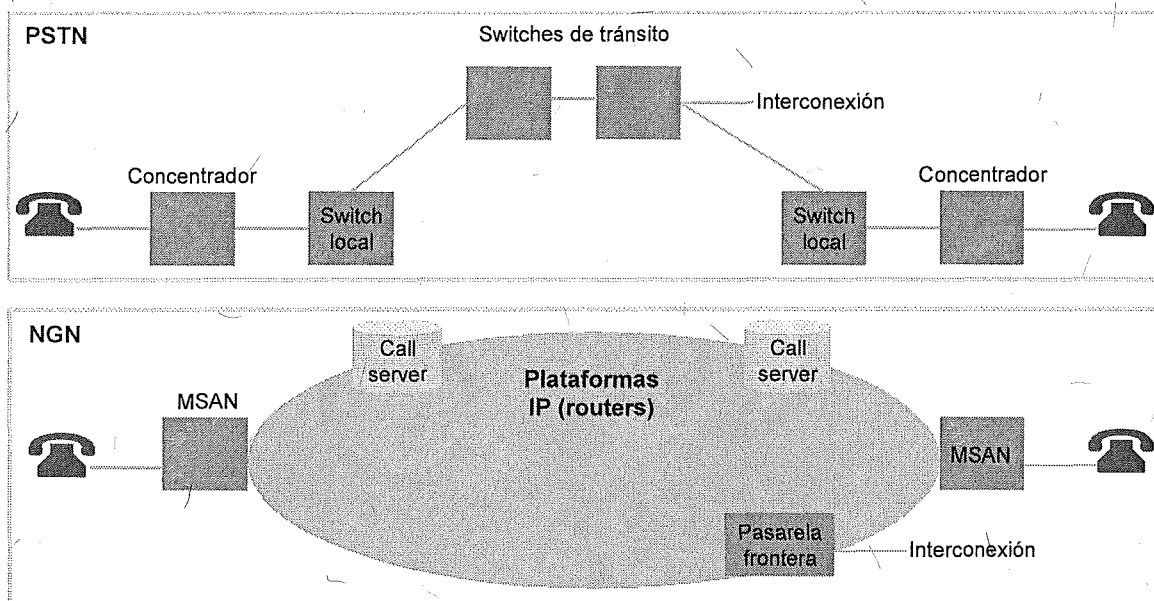 PSTN
Switches de tránsito
Interconexión
Concentrador
Switch
local
Switch
local
Concentrador
NGN
Call
server
Call
server
Plataformas
IP (routers)
MSAN
MSAN
Pasarela
frontera
Interconexión